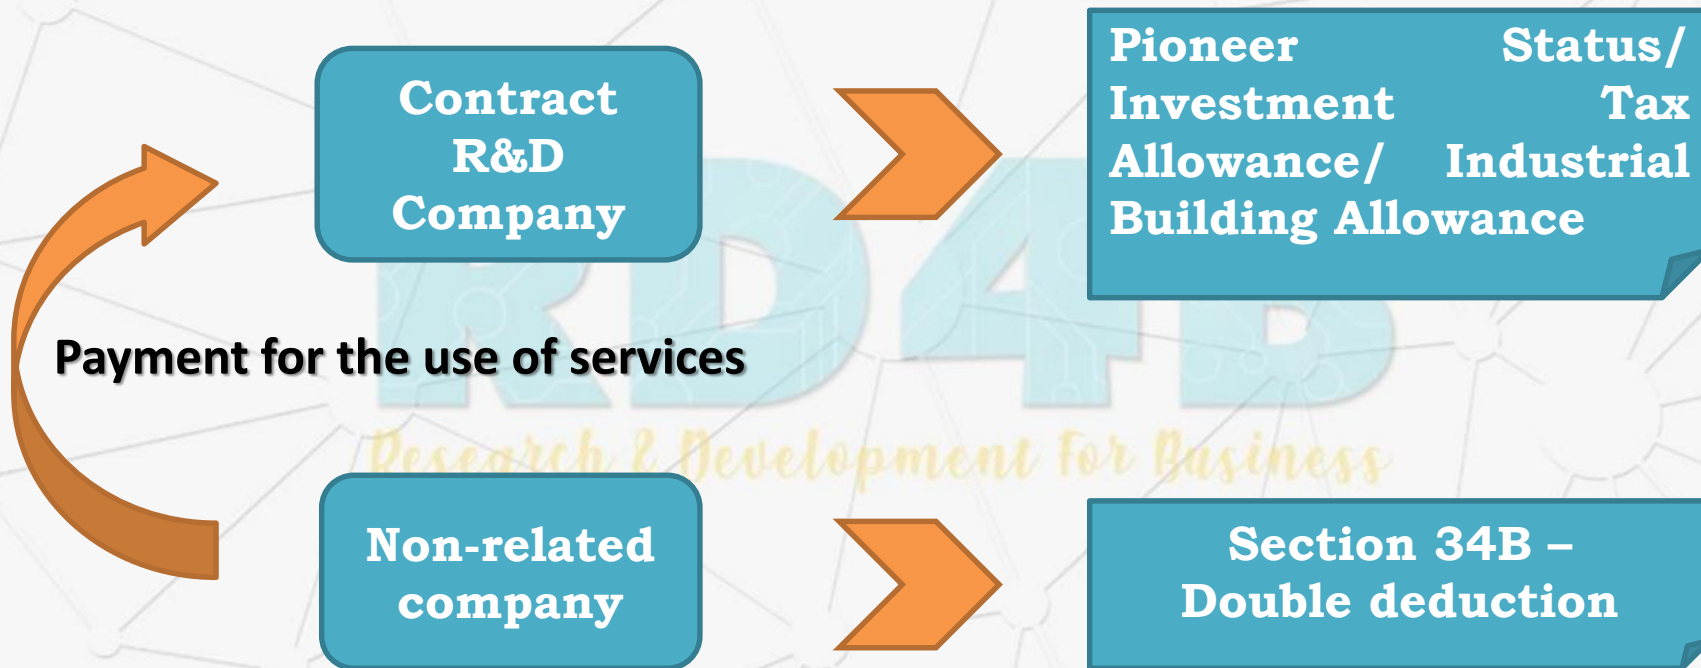 Contract
R&D
Company
Pioneer Status/
Investment Tax
Allowance/ Industrial
Building Allowance
Payment for the use of services
RD4B
Research & Development For Business
Non-related
company
Section 34B –
Double deduction